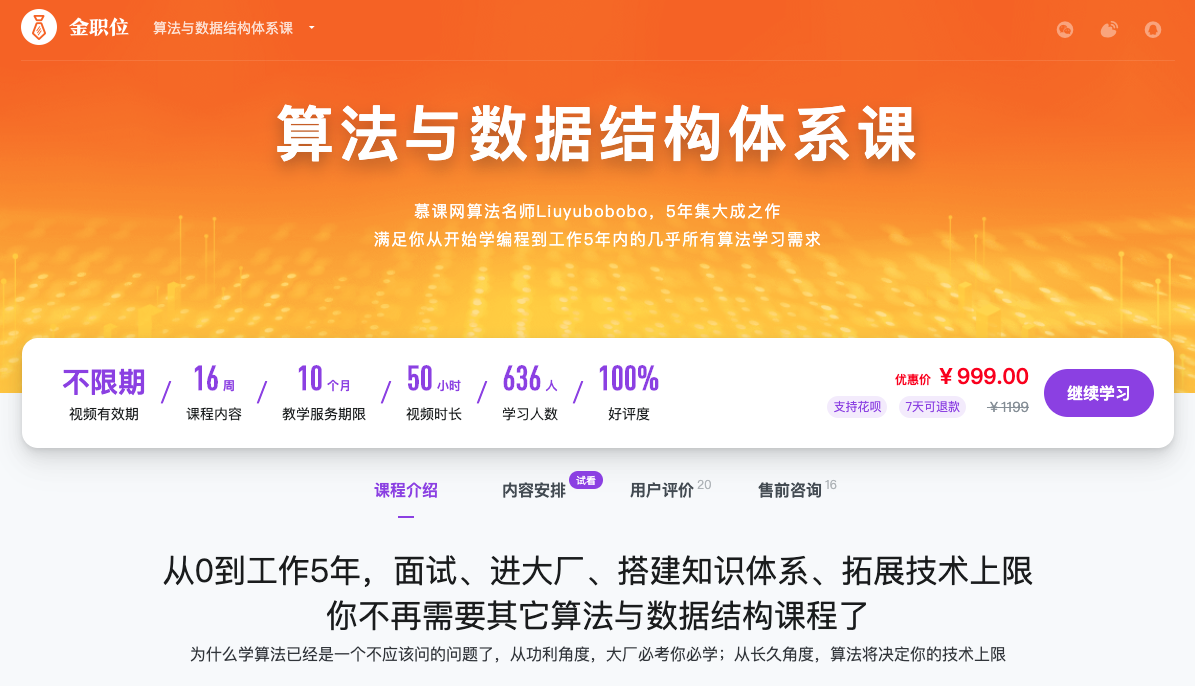 金职位 算法与数据结构体系课
算法与数据结构体系课
慕课网算法名师Liuyubobobo，5年集大成之作
满足你从开始学编程到工作5年内的几乎所有算法学习需求
不限期 / 16 周 / 10 个月 / 50 小时 / 636 人 / 100%
视频有效期 课程内容 教学服务期限 视频时长 学习人数 好评度
优惠价 ￥999.00
支持花呗 7天可退款 ￥1199
继续学习
课程介绍 内容安排 试看 用户评价 20 售前咨询 16
从0到工作5年，面试、进大厂、搭建知识体系、拓展技术上限
你不再需要其它算法与数据结构课程了
为什么学算法已经是一个不应该问的问题了，从功利角度，大厂必考你必学；从长久角度，算法将决定你的技术上限